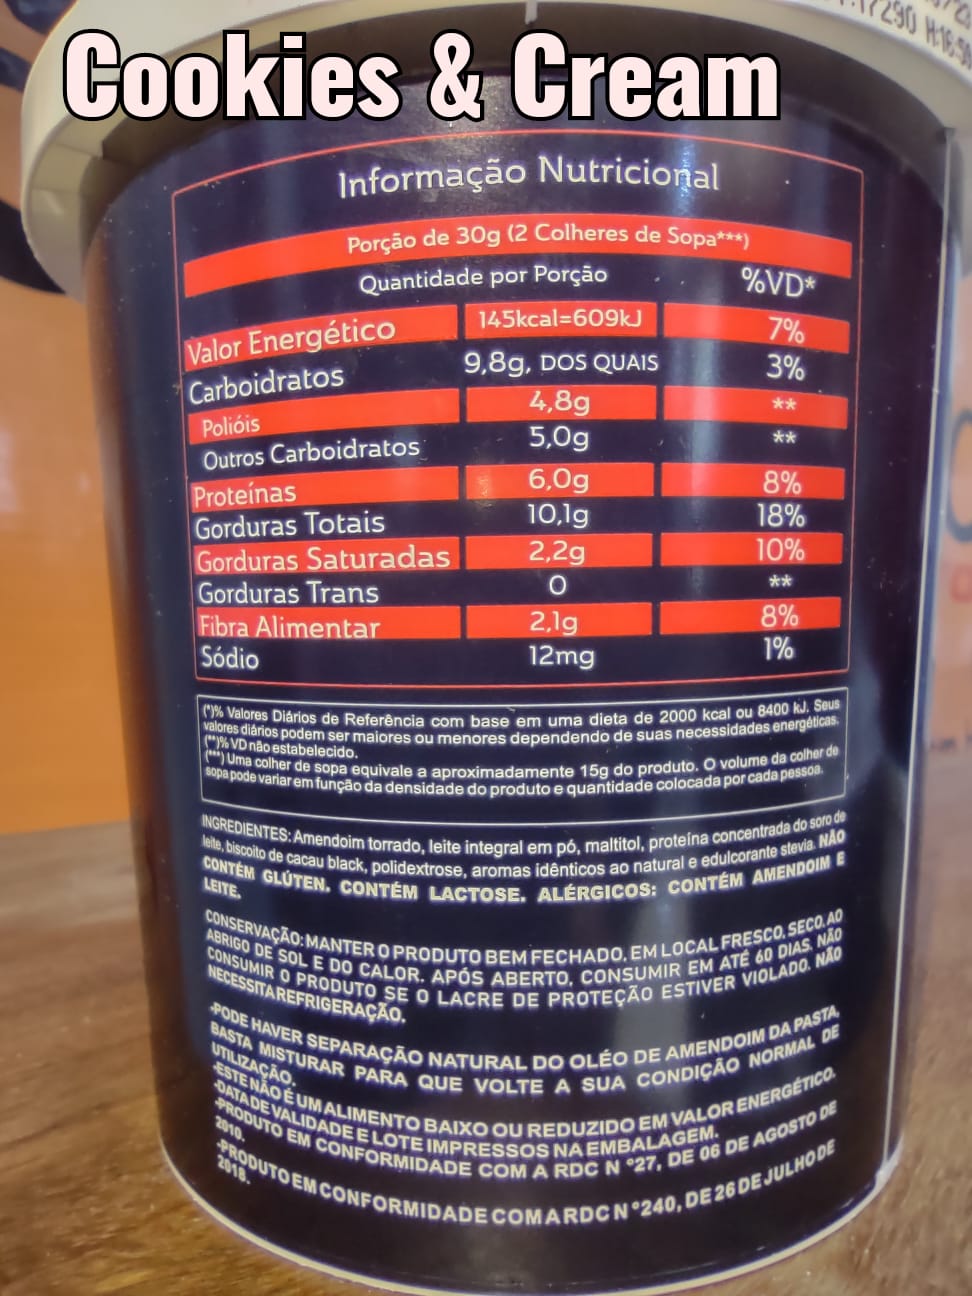 17290 H:16:50
Cookies & Cream
Informação Nutricional
Porção de 30g (2 Colheres de Sopa***)
Quantidade por Porção %VD*
Valor Energético 145kcal=609kJ 7%
Carboidratos 9,8g, DOS QUAIS 3%
Polióis 4,8g **
Outros Carboidratos 5,0g **
Proteínas 6,0g 8%
Gorduras Totais 10,1g 18%
Gorduras Saturadas 2,2g 10%
Gorduras Trans 0 **
Fibra Alimentar 2,1g 8%
Sódio 12mg 1%
(*)% Valores Diários de Referência com base em uma dieta de 2000 kcal ou 8400 kJ. Seus
valores diários podem ser maiores ou menores dependendo de suas necessidades energéticas.
(**)% VD não estabelecido.
(***) Uma colher de sopa equivale a aproximadamente 15g do produto. O volume da colher de
sopa pode variar em função da densidade do produto e quantidade colocada por cada pessoa.
INGREDIENTES: Amendoim torrado, leite integral em pó, maltitol, proteína concentrada do soro de
leite, biscoito de cacau black, polidextrose, aromas idênticos ao natural e edulcorante stevia. NÃO
CONTÉM GLÚTEN. CONTÉM LACTOSE. ALÉRGICOS: CONTÉM AMENDOIM E
LEITE.
CONSERVAÇÃO: MANTER O PRODUTO BEM FECHADO, EM LOCAL FRESCO, SECO, AO
ABRIGO DE SOL E DO CALOR. APÓS ABERTO, CONSUMIR EM ATÉ 60 DIAS. NÃO
CONSUMIR O PRODUTO SE O LACRE DE PROTEÇÃO ESTIVER VIOLADO. NÃO
NECESSITA REFRIGERAÇÃO.
-PODE HAVER SEPARAÇÃO NATURAL DO OLÉO DE AMENDOIM DA PASTA,
BASTA MISTURAR PARA QUE VOLTE A SUA CONDIÇÃO NORMAL DE
UTILIZAÇÃO.
-ESTE NÃO É UM ALIMENTO BAIXO OU REDUZIDO EM VALOR ENERGÉTICO.
-DATA DE VALIDADE E LOTE IMPRESSOS NA EMBALAGEM.
-PRODUTO EM CONFORMIDADE COM A RDC N °27, DE 06 DE AGOSTO DE
2010.
-PRODUTO EM CONFORMIDADE COM A RDC N °240, DE 26 DE JULHO DE
2018.